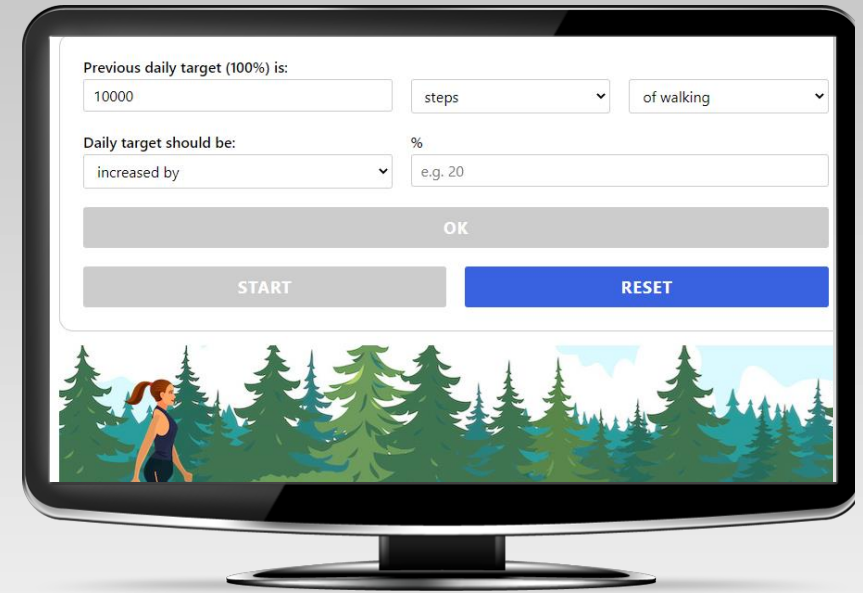 Previous daily target (100%) is:
10000 steps of walking
Daily target should be: %
increased by e.g. 20
OK
START RESET